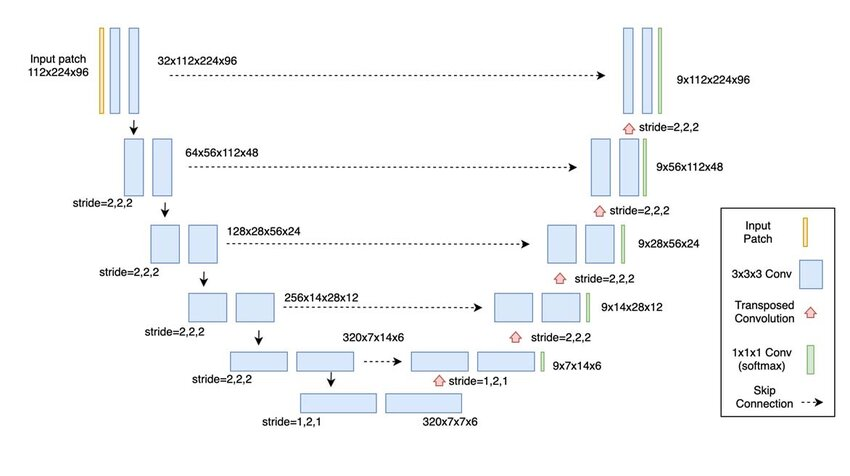 Input patch
112x224x96
32x112x224x96
9x112x224x96
stride=2,2,2
64x56x112x48
9x56x112x48
stride=2,2,2
stride=2,2,2
128x28x56x24
9x28x56x24
stride=2,2,2
stride=2,2,2
256x14x28x12
9x14x28x12
stride=2,2,2
stride=2,2,2
320x7x14x6
9x7x14x6
stride=2,2,2
stride=1,2,1
stride=1,2,1
320x7x7x6
Input
Patch
3x3x3 Conv
Transposed
Convolution
1x1x1 Conv
(softmax)
Skip
Connection